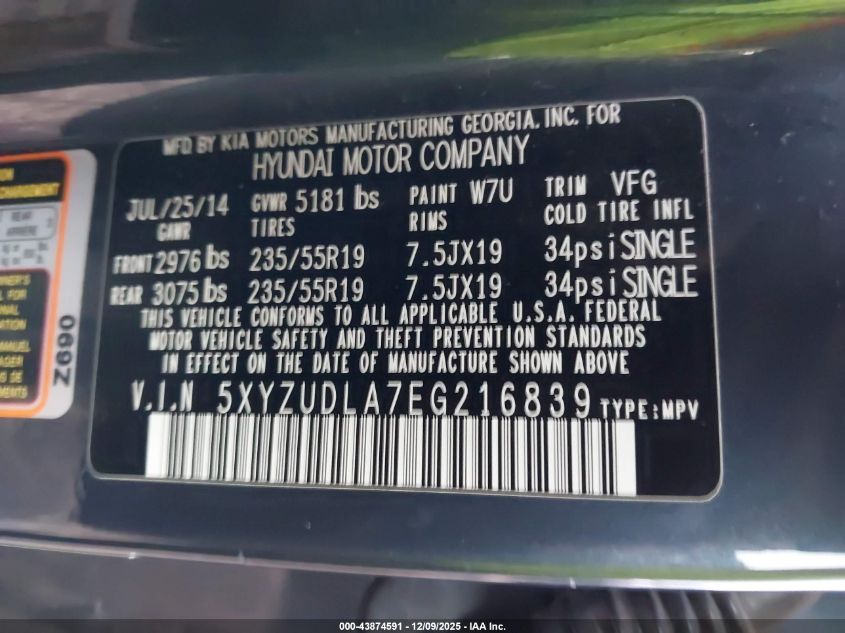 MFD BY KIA MOTORS MANUFACTURING GEORGIA. INC. FOR
HYUNDAI MOTOR COMPANY
JUL/25/14 GVWR 5181 lbs PAINT W7U TRIM VFG
GAWR TIRES RIMS COLD TIRE INFL
FRONT 2976 lbs 235/55R19 7.5JX19 34psi SINGLE
REAR 3075 lbs 235/55R19 7.5JX19 34psi SINGLE
THIS VEHICLE CONFORMS TO ALL APPLICABLE U.S.A. FEDERAL
MOTOR VEHICLE SAFETY AND THEFT PREVENTION STANDARDS
IN EFFECT ON THE DATE OF MANUFACTURE SHOWN ABOVE
V.I.N 5XYZUDLA7EG216839 TYPE:MPV
REAR
MANUEL
Z690
000-43874591 / 12/09/2025 - IAA Inc.